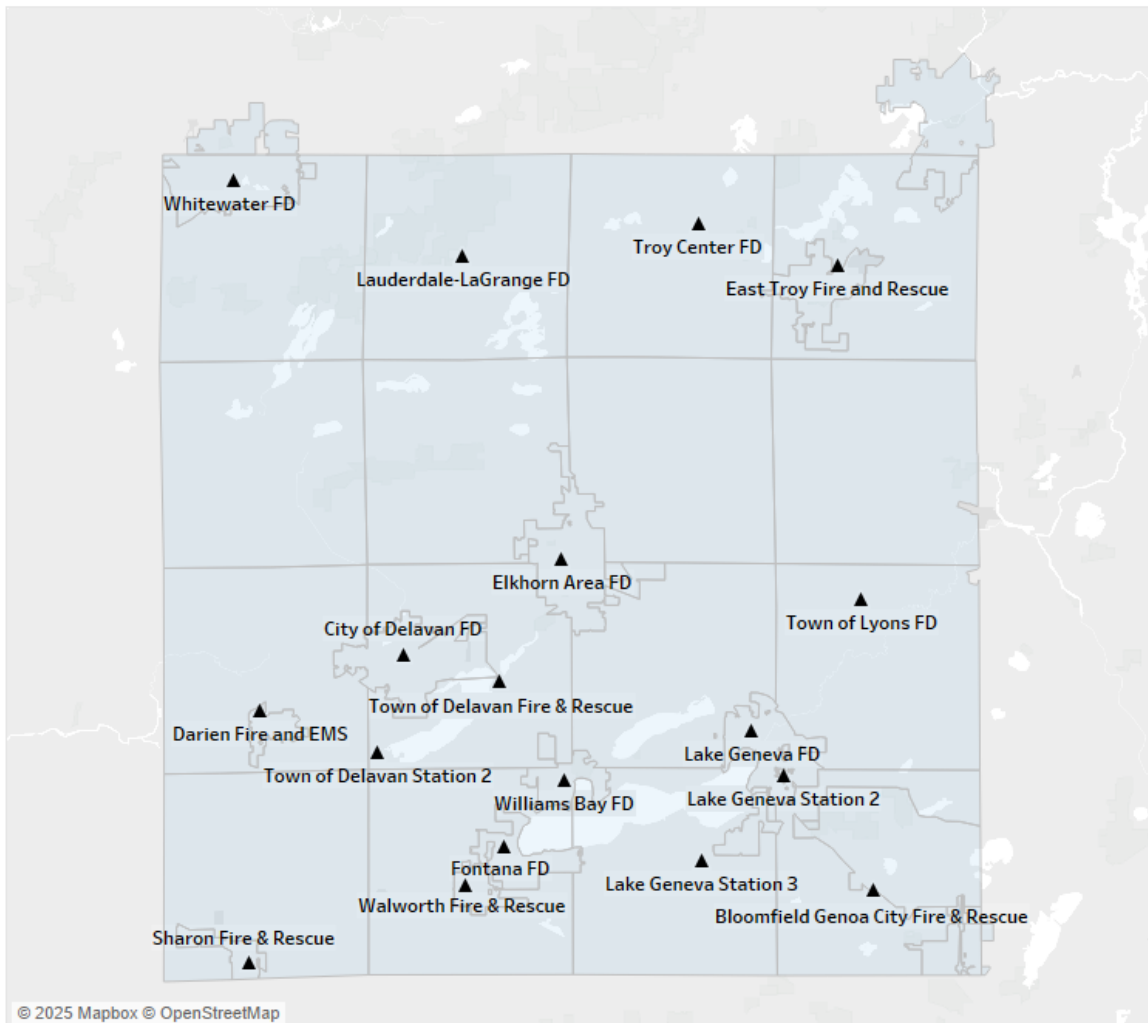 Whitewater FD
Troy Center FD
Lauderdale-LaGrange FD
East Troy Fire and Rescue
Elkhorn Area FD
Town of Lyons FD
City of Delavan FD
Town of Delavan Fire & Rescue
Darien Fire and EMS
Lake Geneva FD
Town of Delavan Station 2
Lake Geneva Station 2
Williams Bay FD
Fontana FD
Lake Geneva Station 3
Walworth Fire & Rescue
Bloomfield Genoa City Fire & Rescue
Sharon Fire & Rescue
© 2025 Mapbox © OpenStreetMap